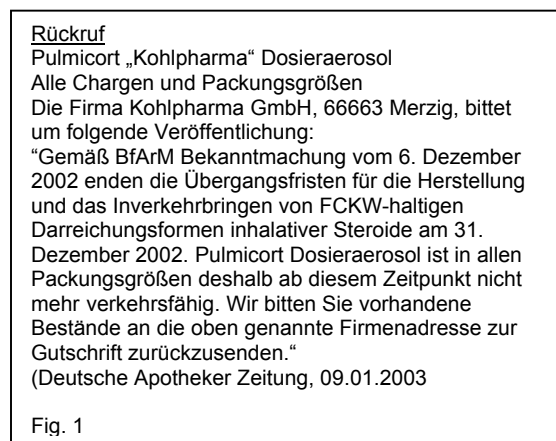 Rückruf
Pulmicort „Kohlpharma“ Dosieraerosol
Alle Chargen und Packungsgrößen
Die Firma Kohlpharma GmbH, 66663 Merzig, bittet
um folgende Veröffentlichung:
“Gemäß BfArM Bekanntmachung vom 6. Dezember
2002 enden die Übergangsfristen für die Herstellung
und das Inverkehrbringen von FCKW-haltigen
Darreichungsformen inhalativer Steroide am 31.
Dezember 2002. Pulmicort Dosieraerosol ist in allen
Packungsgrößen deshalb ab diesem Zeitpunkt nicht
mehr verkehrsfähig. Wir bitten Sie vorhandene
Bestände an die oben genannte Firmenadresse zur
Gutschrift zurückzusenden.“
(Deutsche Apotheker Zeitung, 09.01.2003
Fig. 1